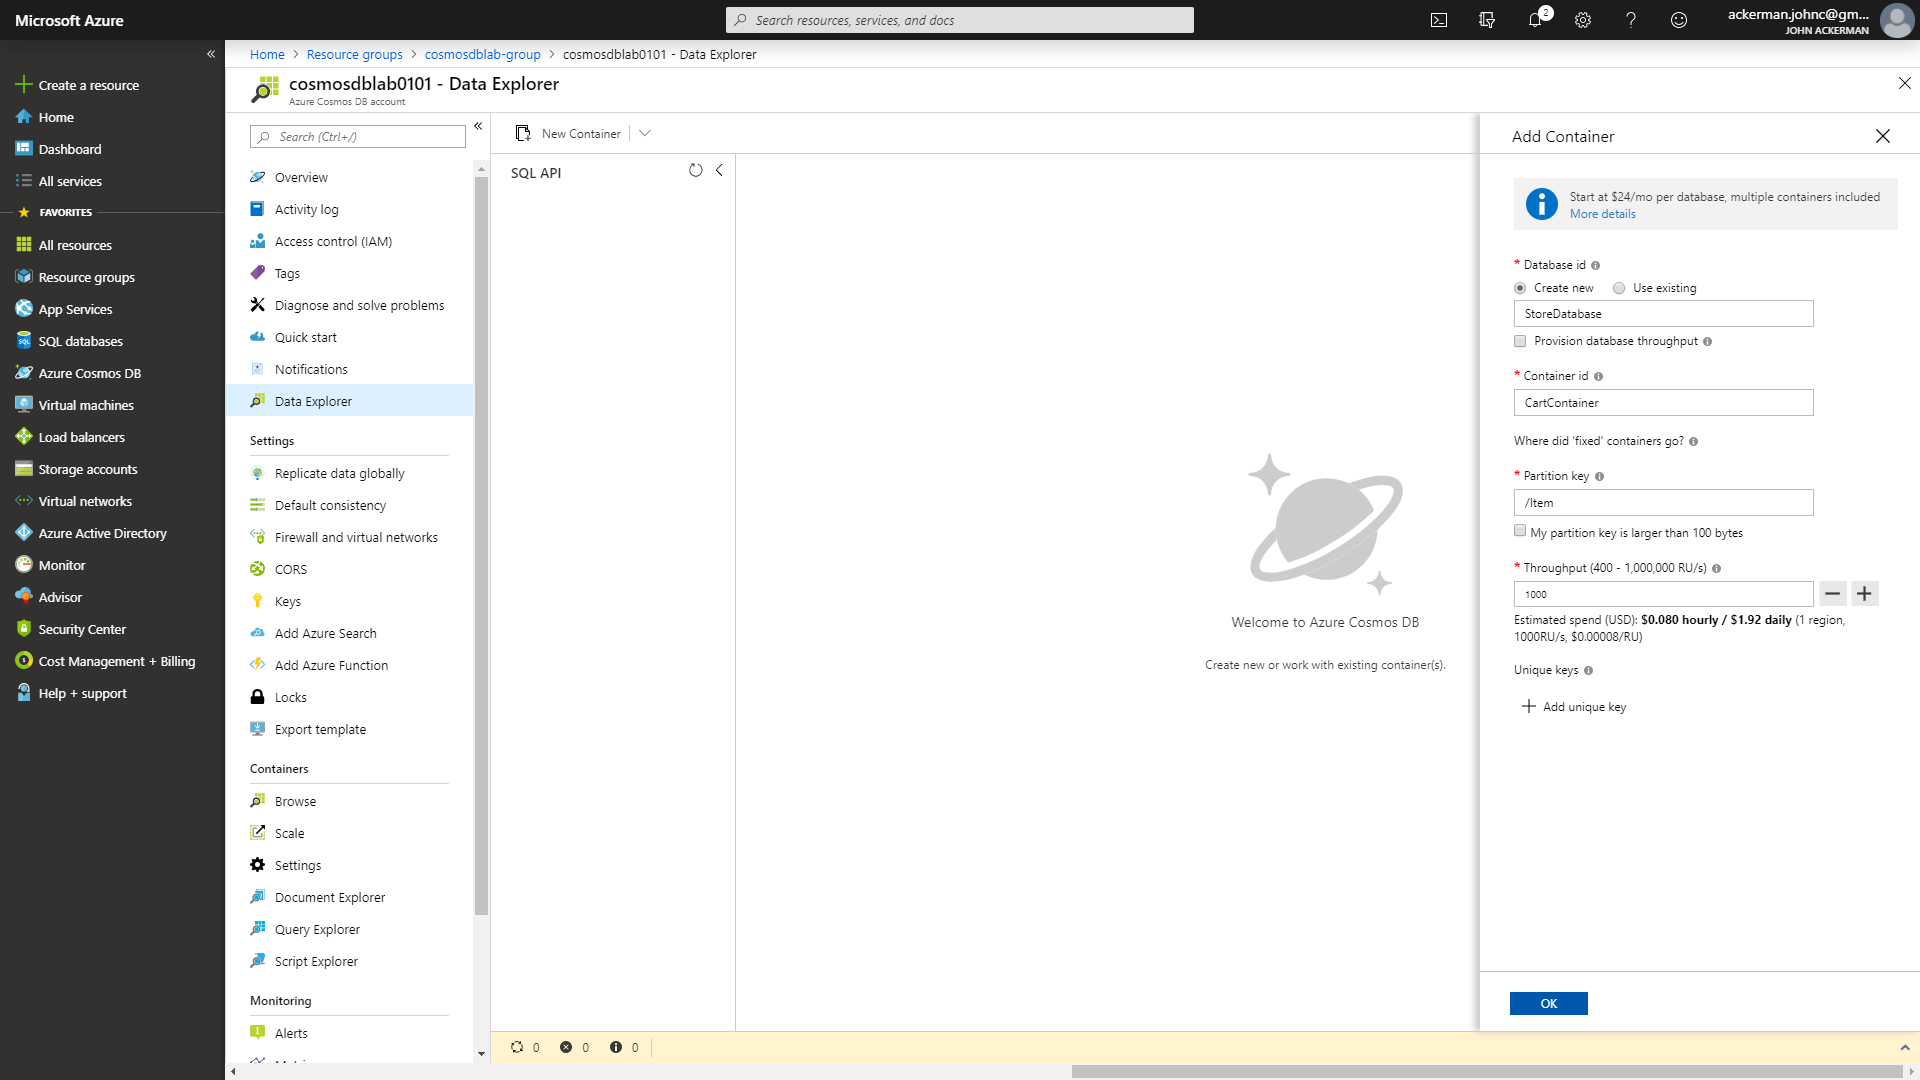 Microsoft Azure
Search resources, services, and docs
2
ackerman.johnc@gm...
JOHN ACKERMAN
Create a resource
Home
Dashboard
All services
FAVORITES
All resources
Resource groups
App Services
SQL databases
Azure Cosmos DB
Virtual machines
Load balancers
Storage accounts
Virtual networks
Azure Active Directory
Monitor
Advisor
Security Center
Cost Management + Billing
Help + support
Home > Resource groups > cosmosdblab-group > cosmosdblab0101 - Data Explorer
cosmosdblab0101 - Data Explorer
Azure Cosmos DB account
Search (Ctrl+/)
Overview
Activity log
Access control (IAM)
Tags
Diagnose and solve problems
Quick start
Notifications
Data Explorer
Settings
Replicate data globally
Default consistency
Firewall and virtual networks
CORS
Keys
Add Azure Search
Add Azure Function
Locks
Export template
Containers
Browse
Scale
Settings
Document Explorer
Query Explorer
Script Explorer
Monitoring
Alerts
New Container
SQL API
Welcome to Azure Cosmos DB
Create new or work with existing container(s).
0 0 0
Add Container
Start at $24/mo per database, multiple containers included
More details
* Database id
Create new Use existing
StoreDatabase
Provision database throughput
* Container id
CartContainer
Where did 'fixed' containers go?
* Partition key
/Item
My partition key is larger than 100 bytes
* Throughput (400 - 1,000,000 RU/s)
1000
Estimated spend (USD): $0.080 hourly / $1.92 daily (1 region,
1000RU/s, $0.00008/RU)
Unique keys
Add unique key
OK